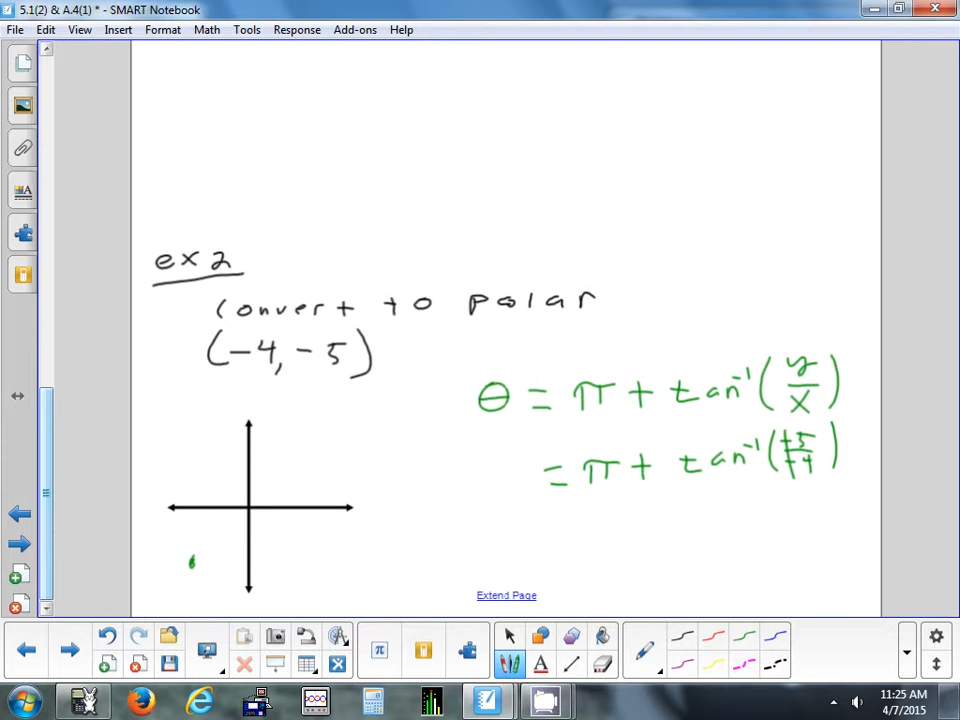 5.1(2) & A.4(1) * - SMART Notebook
File Edit View Insert Format Math Tools Response Add-ons Help
ex 2
convert to polar
(-4, -5)
θ = π + tan⁻¹(y/x)
= π + tan⁻¹(-5/-4)
Extend Page
11:25 AM
4/7/2015